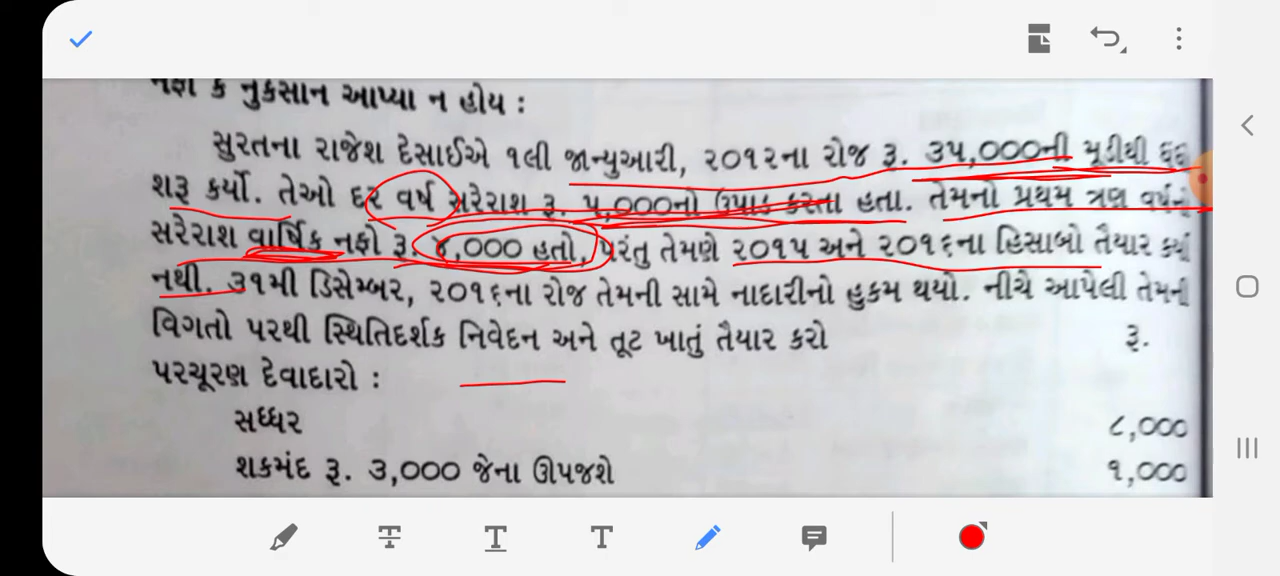 નફો કે નુકસાન આપ્યા ન હોય :
સુરતના રાજેશ દેસાઈએ ૧લી જાન્યુઆરી, ૨૦૧૨ના રોજ રૂ. ૩૫,૦૦૦ની મૂડીથી ધંધો
શરૂ કર્યો. તેઓ દર વર્ષે સરેરાશ રૂ. ૫,૦૦૦નો ઉપાડ કરતા હતા. તેમનો પ્રથમ ત્રણ વર્ષનો
સરેરાશ વાર્ષિક નફો રૂ. ૪,૦૦૦ હતો, પરંતુ તેમણે ૨૦૧૫ અને ૨૦૧૬ના હિસાબો તૈયાર કર્યા
નથી. ૩૧મી ડિસેમ્બર, ૨૦૧૬ના રોજ તેમની સામે નાદારીનો હુકમ થયો. નીચે આપેલી તેમની
વિગતો પરથી સ્થિતિદર્શક નિવેદન અને તૂટ ખાતું તૈયાર કરો રૂ.
પરચૂરણ દેવાદારો :
સધ્ધર ૮,૦૦૦
શકમંદ રૂ. ૩,૦૦૦ જેના ઊપજશે ૧,૦૦૦